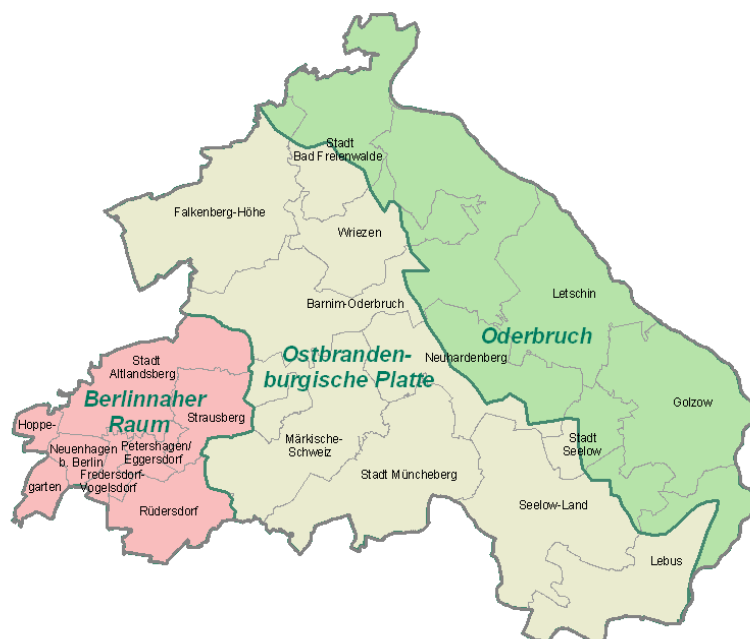 Stadt
Bad Freienwalde
Falkenberg-Höhe
Wriezen
Barnim-Oderbruch
Letschin
Oderbruch
Neuhardenberg
Ostbranden-
burgische Platte
Stadt
Altlandsberg
Berlinnaher
Raum
Strausberg
Golzow
Hoppe-
garten
Neuenhagen
b. Berlin
Petershagen/
Eggersdorf
Fredersdorf-
Vogelsdorf
Rüdersdorf
Märkische-
Schweiz
Stadt Müncheberg
Stadt
Seelow
Seelow-Land
Lebus